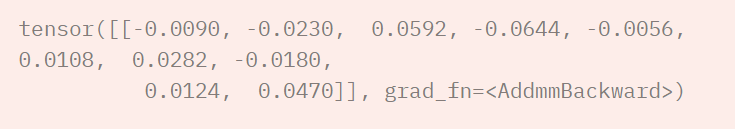 tensor([[-0.0090, -0.0230,  0.0592, -0.0644, -0.0056,
0.0108,  0.0282, -0.0180,
          0.0124,  0.0470]], grad_fn=<AddmmBackward>)